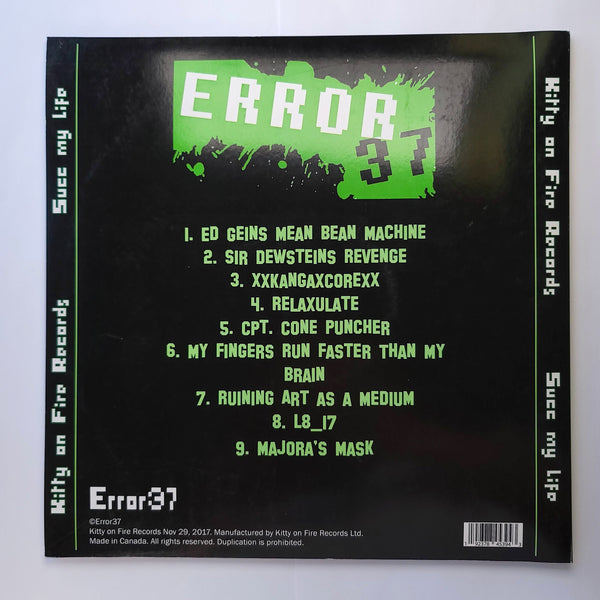 ERROR
37
1. ED GEINS MEAN BEAN MACHINE
2. SIR DEWSTEINS REVENGE
3. XXKANGAXCOREXX
4. RELAXULATE
5. CPT. CONE PUNCHER
6. MY FINGERS RUN FASTER THAN MY
BRAIN
7. RUINING ART AS A MEDIUM
8. L8_17
9. MAJORA'S MASK
Kitty on Fire Records Succ my Life
Kitty on Fire Records Succ my Life
Error37
©Error37
Kitty on Fire Records Nov 29, 2017. Manufactured by Kitty on Fire Records Ltd.
Made in Canada. All rights reserved. Duplication is prohibited.